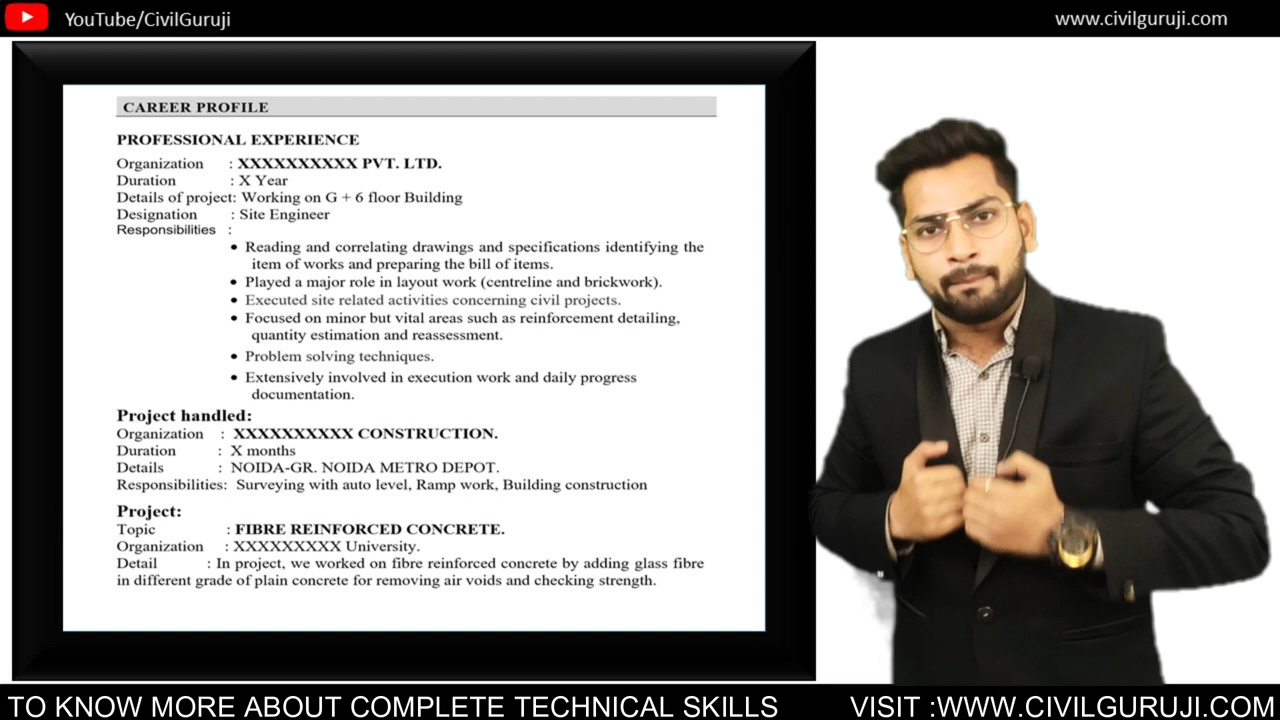 YouTube/CivilGuruji
www.civilguruji.com
CAREER PROFILE
PROFESSIONAL EXPERIENCE
Organization : XXXXXXXXXX PVT. LTD.
Duration : X Year
Details of project: Working on G + 6 floor Building
Designation : Site Engineer
Responsibilities :
• Reading and correlating drawings and specifications identifying the
item of works and preparing the bill of items.
• Played a major role in layout work (centreline and brickwork).
• Executed site related activities concerning civil projects.
• Focused on minor but vital areas such as reinforcement detailing,
quantity estimation and reassessment.
• Problem solving techniques.
• Extensively involved in execution work and daily progress
documentation.
Project handled:
Organization : XXXXXXXXXX CONSTRUCTION.
Duration : X months
Details : NOIDA-GR. NOIDA METRO DEPOT.
Responsibilities: Surveying with auto level, Ramp work, Building construction
Project:
Topic : FIBRE REINFORCED CONCRETE.
Organization : XXXXXXXXX University.
Detail : In project, we worked on fibre reinforced concrete by adding glass fibre
in different grade of plain concrete for removing air voids and checking strength.
TO KNOW MORE ABOUT COMPLETE TECHNICAL SKILLS VISIT :WWW.CIVILGURUJI.COM